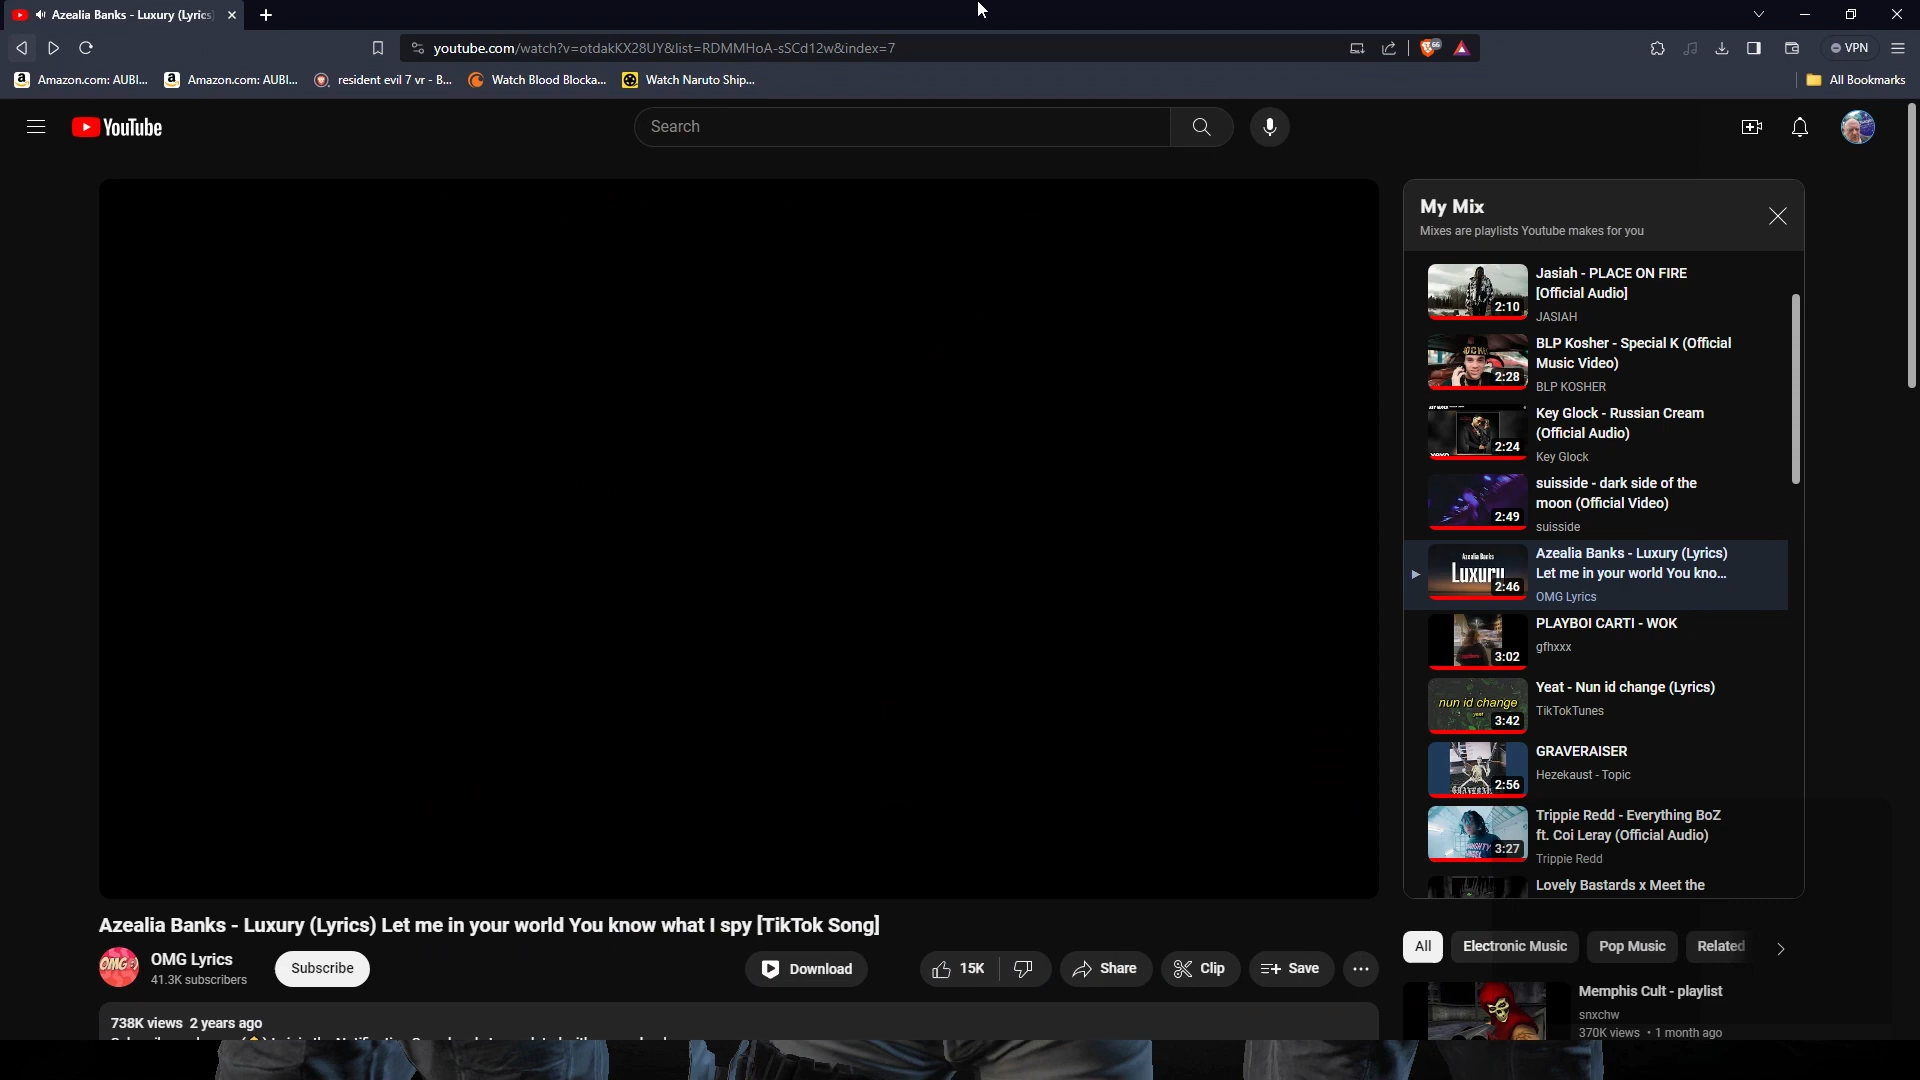 Azealia Banks - Luxury (Lyrics
youtube.com/watch?v=otdakKX28UY&list=RDMMHoA-sSCd12w&index=7
66
VPN
Amazon.com: AUBI...
Amazon.com: AUBI...
resident evil 7 vr - B...
Watch Blood Blocka...
Watch Naruto Ship...
All Bookmarks
YouTube
Search
My Mix
Mixes are playlists Youtube makes for you
2:10
Jasiah - PLACE ON FIRE
[Official Audio]
JASIAH
2:28
BLP Kosher - Special K (Official
Music Video)
BLP KOSHER
2:24
Key Glock - Russian Cream
(Official Audio)
Key Glock
2:49
suisside - dark side of the
moon (Official Video)
suisside
Azealia Banks
Luxury
2:46
Azealia Banks - Luxury (Lyrics)
Let me in your world You kno...
OMG Lyrics
3:02
PLAYBOI CARTI - WOK
gfhxxx
nun id change
yeat
3:42
Yeat - Nun id change (Lyrics)
TikTokTunes
2:56
GRAVERAISER
Hezekaust - Topic
3:27
Trippie Redd - Everything BoZ
ft. Coi Leray (Official Audio)
Trippie Redd
Lovely Bastards x Meet the
Azealia Banks - Luxury (Lyrics) Let me in your world You know what I spy [TikTok Song]
OMG
OMG Lyrics
41.3K subscribers
Subscribe
Download
15K
Share
Clip
Save
738K views 2 years ago
All
Electronic Music
Pop Music
Related
Memphis Cult - playlist
snxchw
370K views • 1 month ago